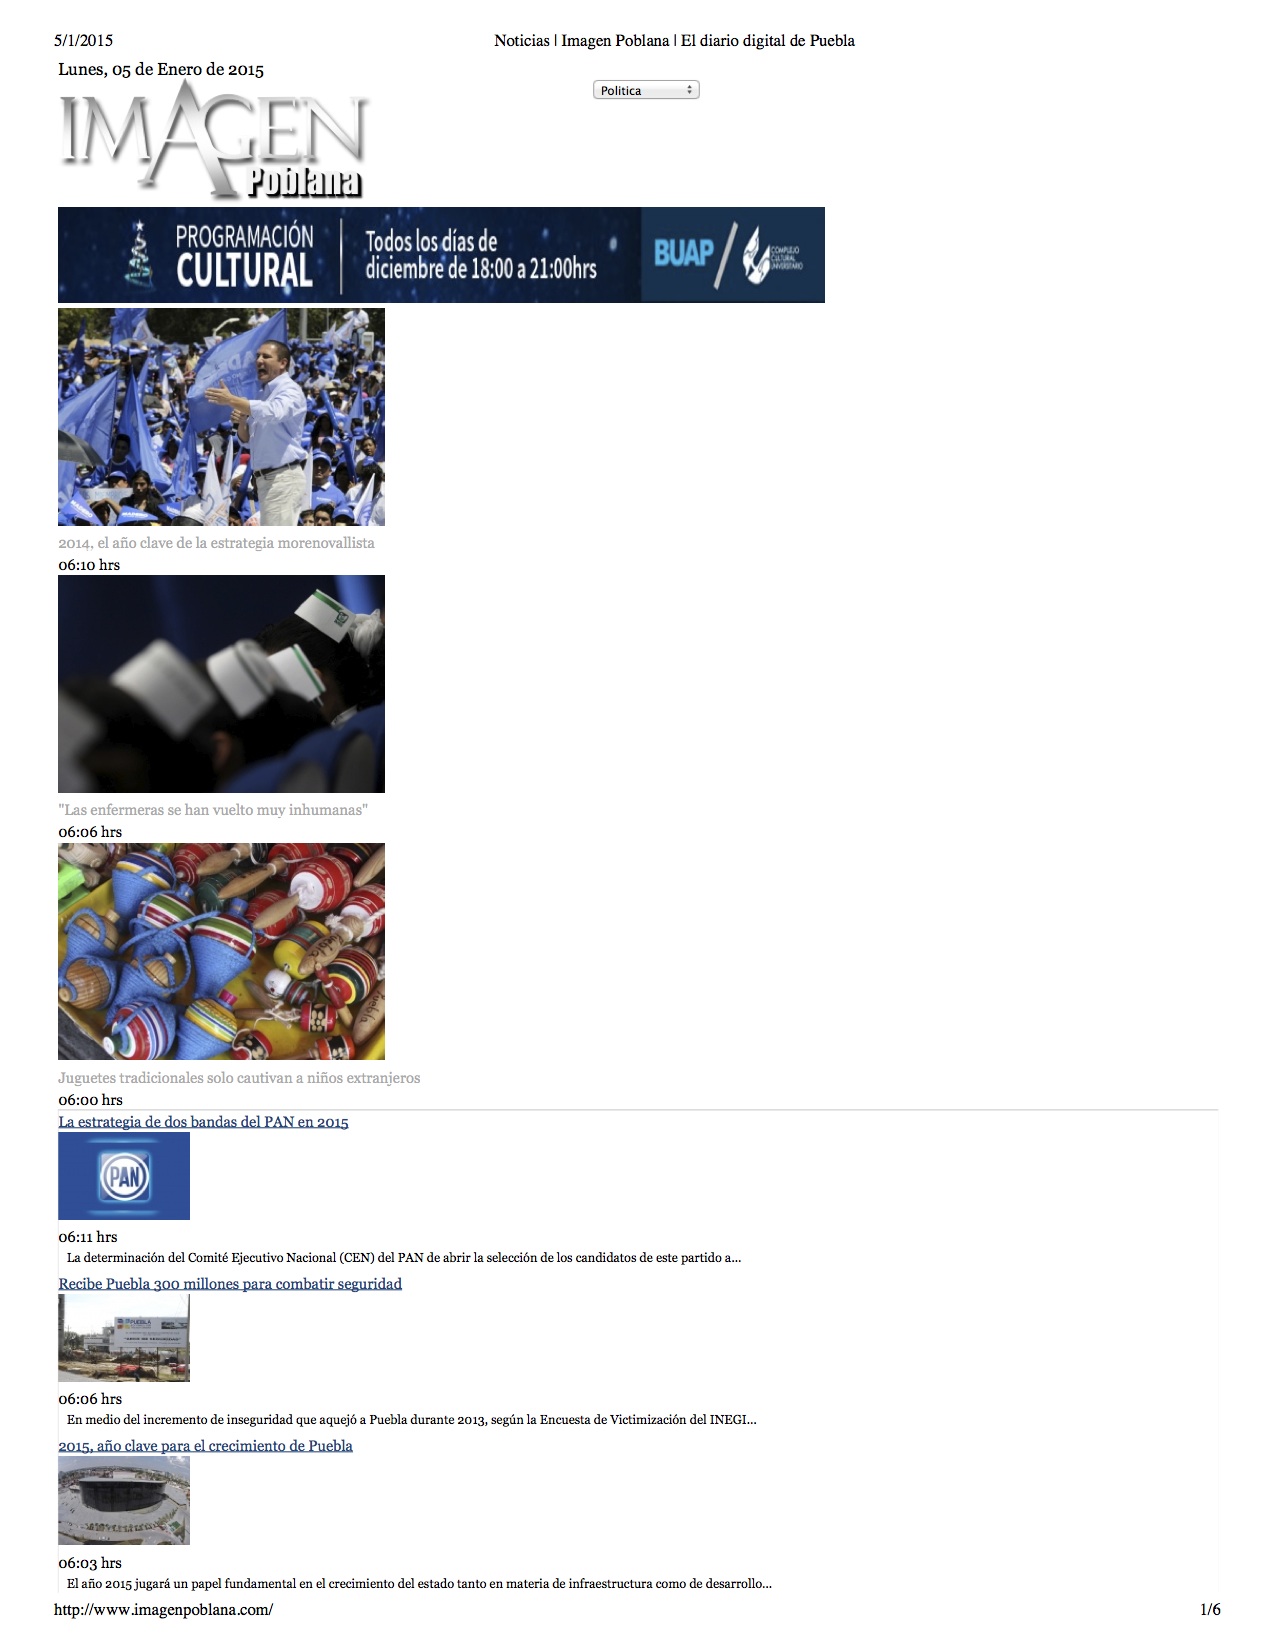 5/1/2015 Noticias | Imagen Poblana | El diario digital de Puebla
Lunes, 05 de Enero de 2015
Politica
IMAGEN
Poblana
PROGRAMACIÓN
CULTURAL
Todos los días de
diciembre de 18:00 a 21:00hrs
BUAP
COMPLEJO
CULTURAL
UNIVERSITARIO
2014, el año clave de la estrategia morenovallista
06:10 hrs
"Las enfermeras se han vuelto muy inhumanas"
06:06 hrs
Puebla
Puebla
Juguetes tradicionales solo cautivan a niños extranjeros
06:00 hrs
La estrategia de dos bandas del PAN en 2015
PAN
06:11 hrs
La determinación del Comité Ejecutivo Nacional (CEN) del PAN de abrir la selección de los candidatos de este partido a...
Recibe Puebla 300 millones para combatir seguridad
PUEBLA
06:06 hrs
En medio del incremento de inseguridad que aquejó a Puebla durante 2013, según la Encuesta de Victimización del INEGI...
2015, año clave para el crecimiento de Puebla
06:03 hrs
El año 2015 jugará un papel fundamental en el crecimiento del estado tanto en materia de infraestructura como de desarrollo...
http://www.imagenpoblana.com/ 1/6